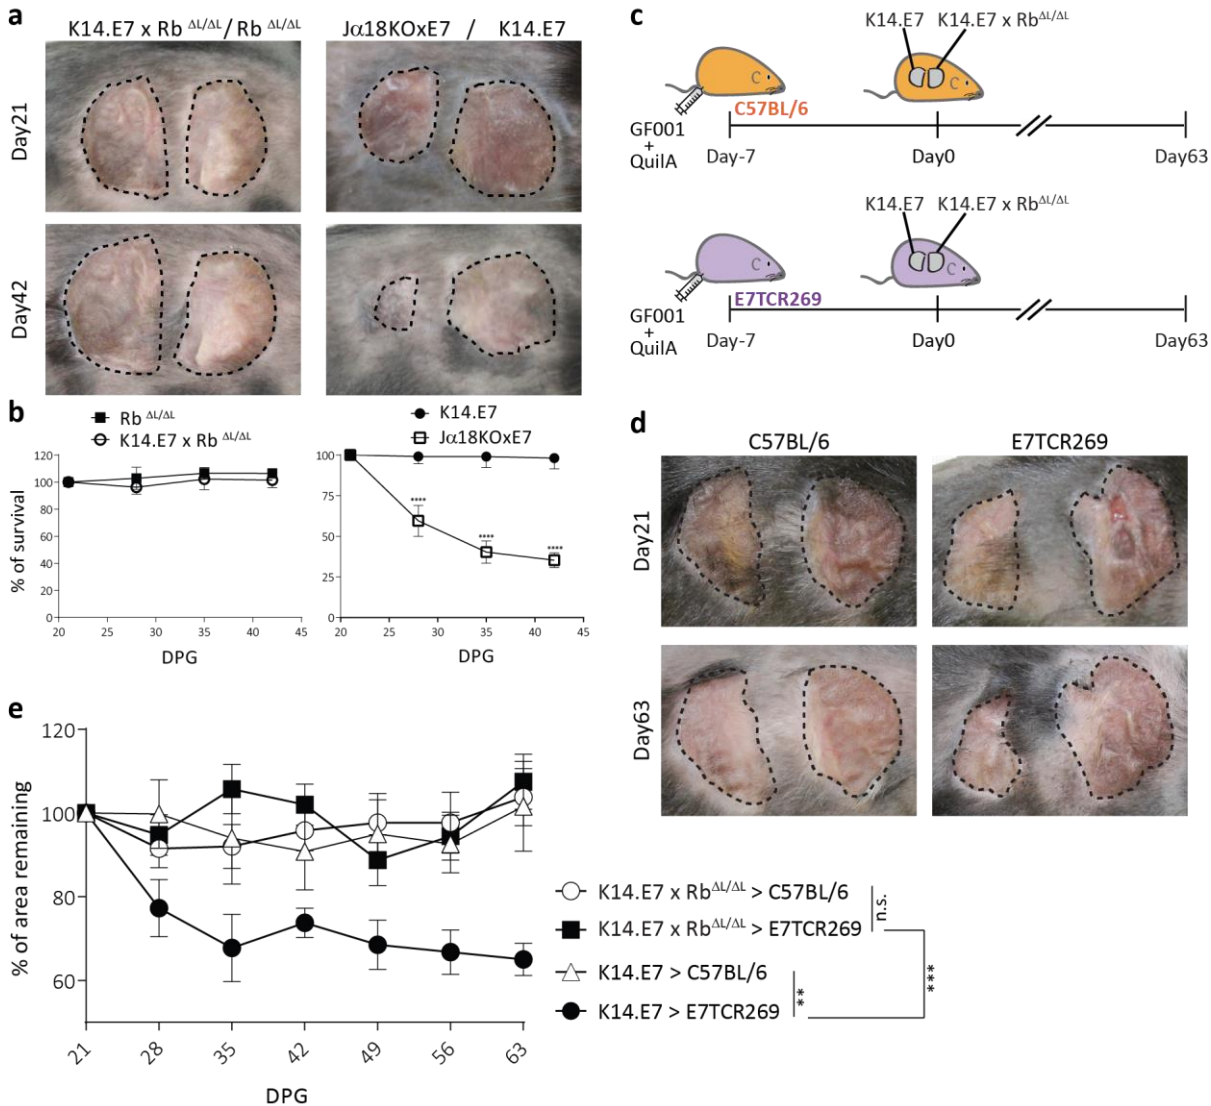 a
K14.E7 x Rb ΔL/ΔL / Rb ΔL/ΔL
Jα18KOxE7 / K14.E7
Day21
Day42
b
Rb ΔL/ΔL
K14.E7 x Rb ΔL/ΔL
% of survival
120
100
80
60
40
20
0
20 25 30 35 40 45
DPG
K14.E7
Jα18KOxE7
100
75
50
25
0
****
****
****
20 25 30 35 40 45
DPG
c
K14.E7 K14.E7 x RbΔL/ΔL
C
C
C57BL/6
GF001
+
QuilA
Day-7
Day0
Day63
K14.E7 K14.E7 x RbΔL/ΔL
C
C
E7TCR269
GF001
+
QuilA
Day-7
Day0
Day63
d
C57BL/6
E7TCR269
Day21
Day63
e
% of area remaining
120
100
80
60
21 28 35 42 49 56 63
DPG
K14.E7 x RbΔL/ΔL > C57BL/6
K14.E7 x RbΔL/ΔL > E7TCR269
K14.E7 > C57BL/6
K14.E7 > E7TCR269
n.s.
**
***